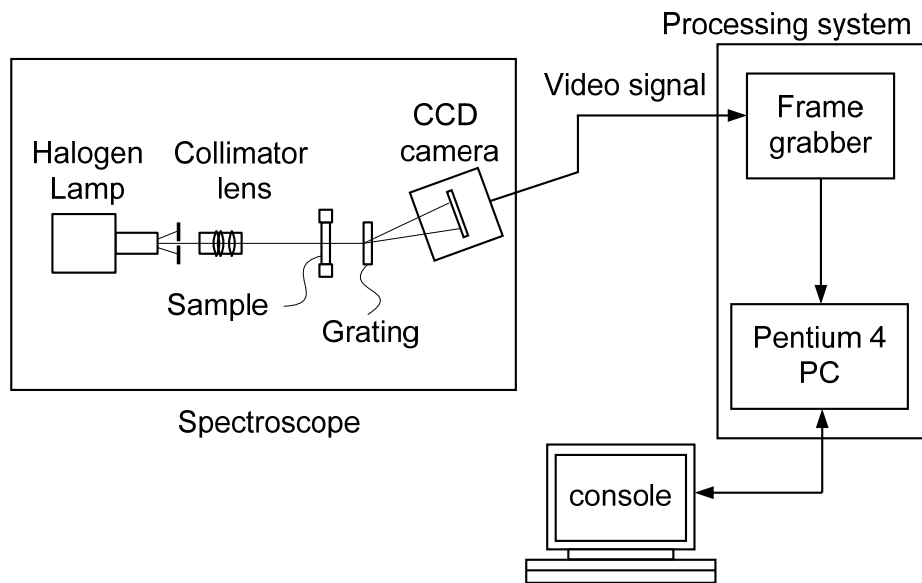 Processing system
Video signal
Frame
grabber
CCD
camera
Halogen
Lamp
Collimator
lens
Sample
Grating
Pentium 4
PC
Spectroscope
console